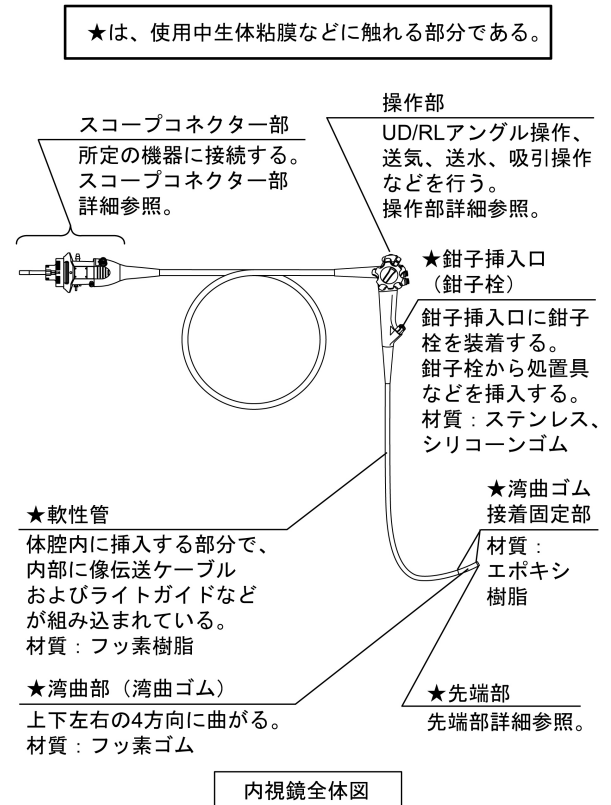 ★は、使用中生体粘膜などに触れる部分である。
スコープコネクター部
所定の機器に接続する。
スコープコネクター部
詳細参照。
操作部
UD/RLアングル操作、
送気、送水、吸引操作
などを行う。
操作部詳細参照。
★鉗子挿入口
（鉗子栓）
鉗子挿入口に鉗子
栓を装着する。
鉗子栓から処置具
などを挿入する。
材質：ステンレス、
シリコーンゴム
★軟性管
体腔内に挿入する部分で、
内部に像伝送ケーブル
およびライトガイドなど
が組み込まれている。
材質：フッ素樹脂
★湾曲ゴム
接着固定部
材質：
エポキシ
樹脂
★湾曲部（湾曲ゴム）
上下左右の4方向に曲がる。
材質：フッ素ゴム
★先端部
先端部詳細参照。
内視鏡全体図